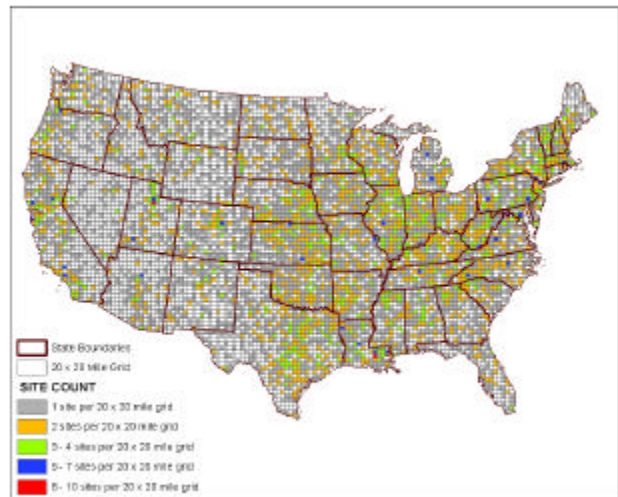 State Boundaries
20 x 20 Mile Grid
SITE COUNT
1 site per 20 x 20 mile grid
2 sites per 20 x 20 mile grid
3 - 4 sites per 20 x 20 mile grid
5 - 7 sites per 20 x 20 mile grid
8 - 10 sites per 20 x 20 mile grid